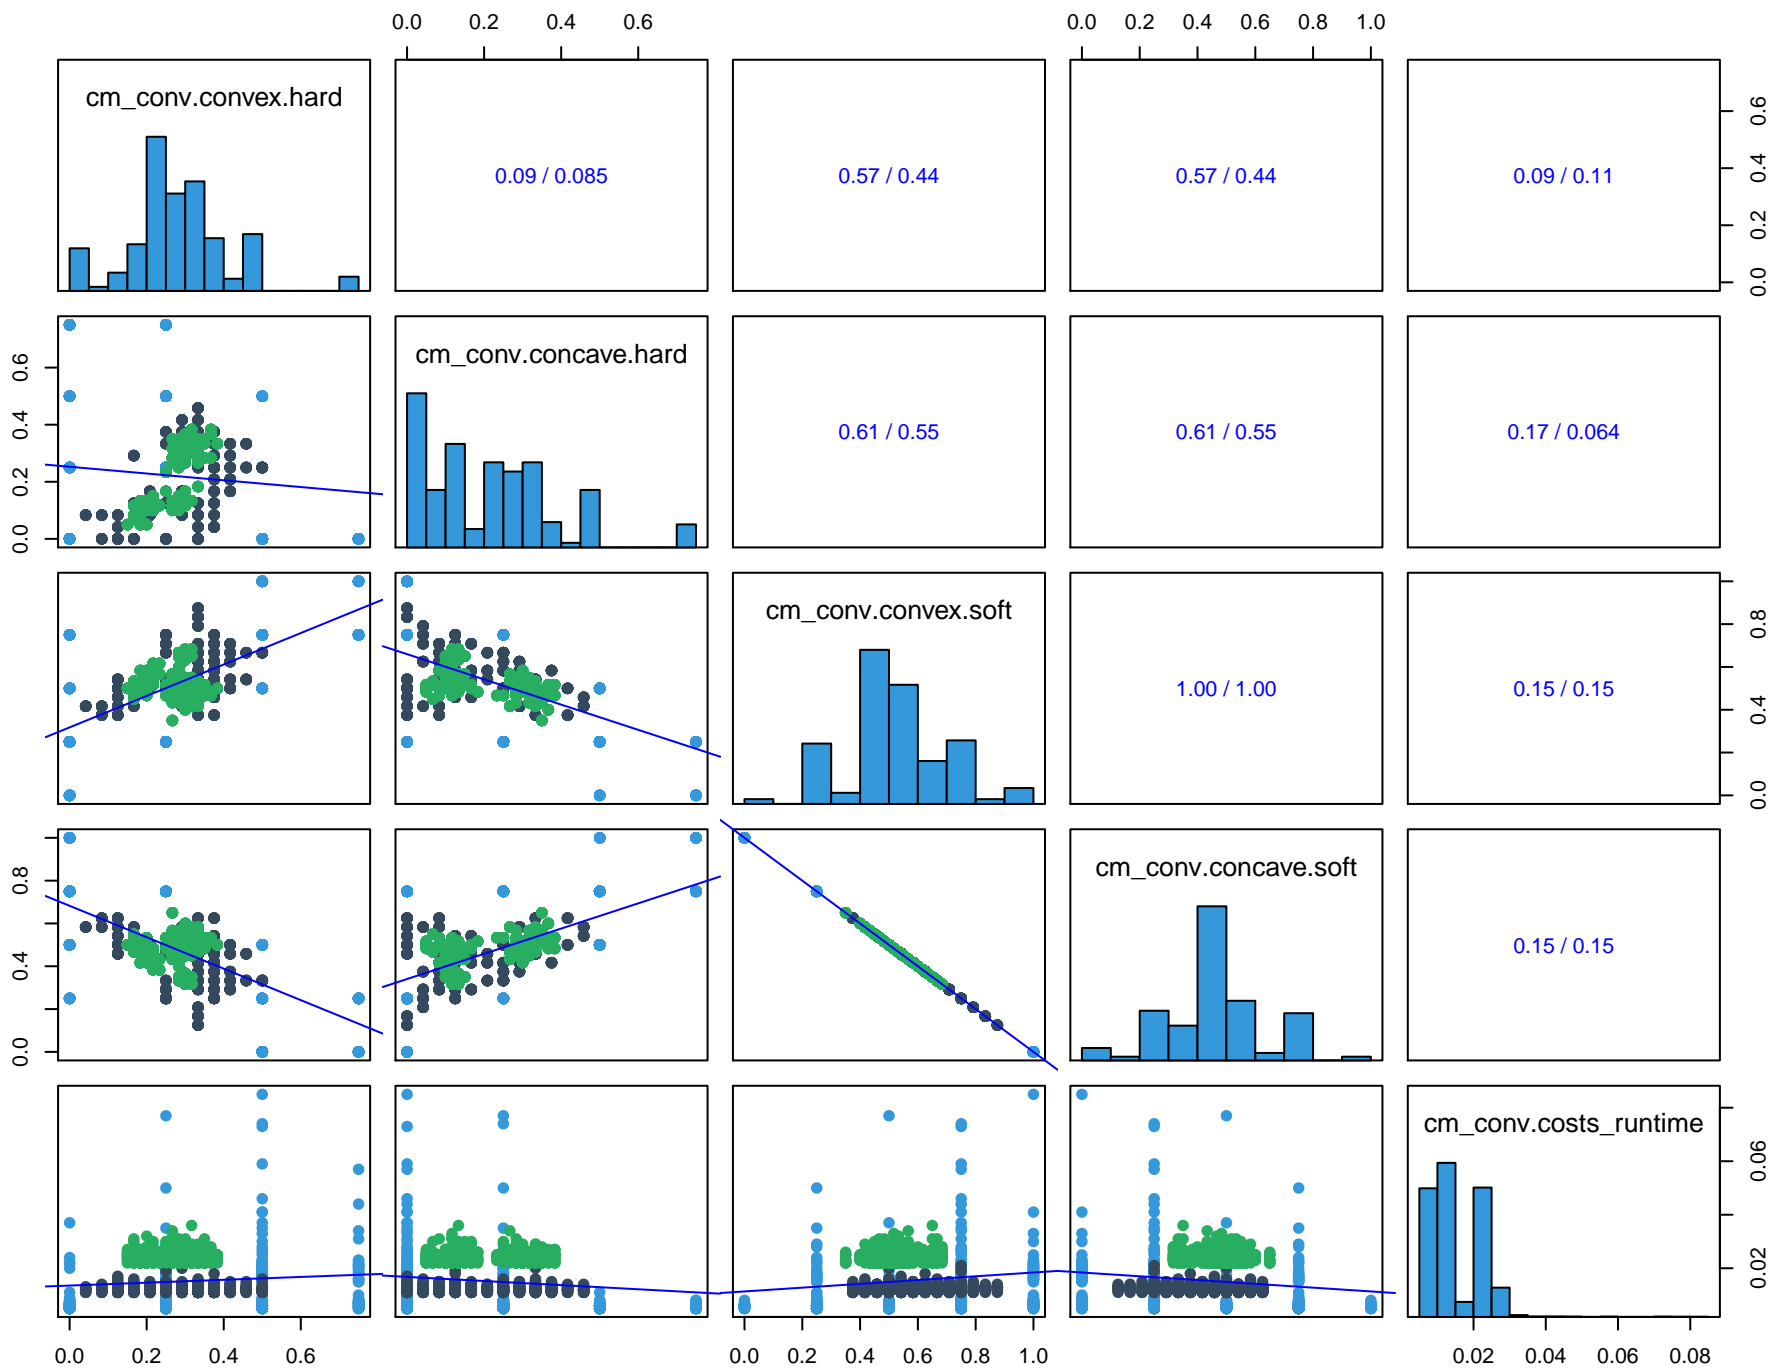 0.0 0.2 0.4 0.6 0.0 0.2 0.4 0.6 0.8 1.0
cm_conv.convex.hard
0.09 / 0.085
0.57 / 0.44
0.57 / 0.44
0.09 / 0.11
0.0 0.2 0.4 0.6
0.0 0.2 0.4 0.6
cm_conv.concave.hard
0.61 / 0.55
0.61 / 0.55
0.17 / 0.064
cm_conv.convex.soft
1.00 / 1.00
0.15 / 0.15
0.0 0.4 0.8
0.0 0.4 0.8
cm_conv.concave.soft
0.15 / 0.15
cm_conv.costs_runtime
0.02 0.06
0.0 0.2 0.4 0.6 0.0 0.2 0.4 0.6 0.8 1.0 0.02 0.04 0.06 0.08